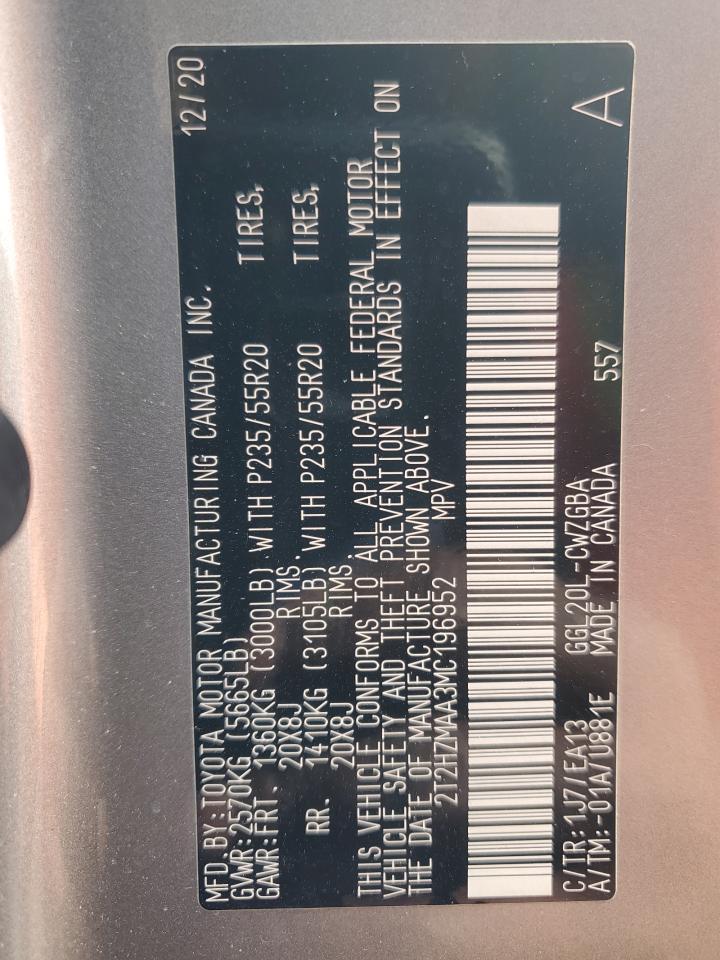 MFD. BY: TOYOTA MOTOR MANUFACTURING CANADA INC. 12/20
GVWR: 2570KG (5665LB)
GAWR: FRT. 1360KG (3000LB) WITH P235/55R20 TIRES,
20X8J RIMS.
RR. 1410KG (3105LB) WITH P235/55R20 TIRES,
20X8J RIMS.
THIS VEHICLE CONFORMS TO ALL APPLICABLE FEDERAL MOTOR
VEHICLE SAFETY AND THEFT PREVENTION STANDARDS IN EFFECT ON
THE DATE OF MANUFACTURE SHOWN ABOVE.
2T2HZMAA3MC196952 MPV
C/TR: 1J7/EA13 GGL20L-CWZGBA 557 A
A/TM: -01A/U881E MADE IN CANADA